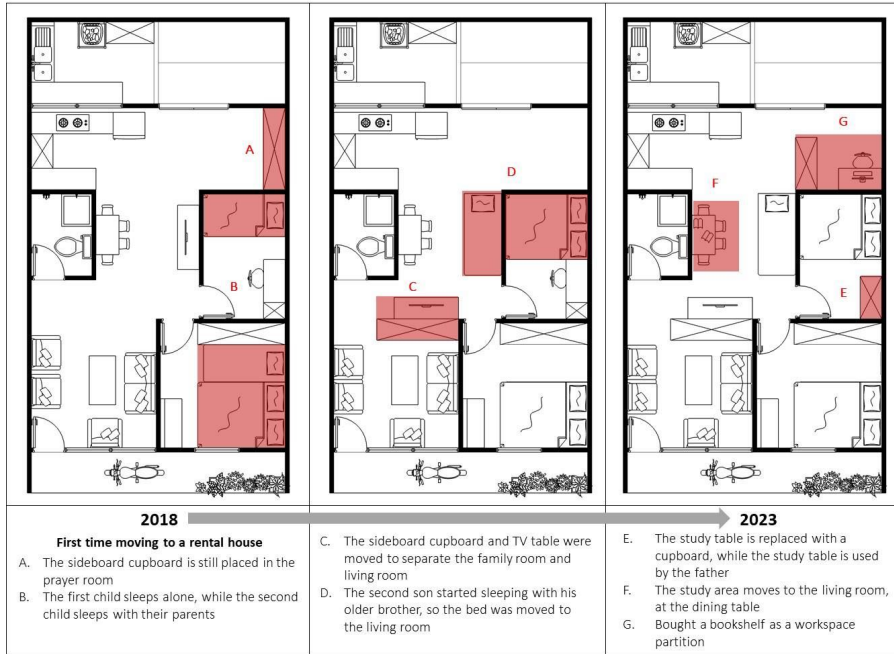 A
B
C
D
E
F
G
2018
First time moving to a rental house
A. The sideboard cupboard is still placed in the
prayer room
B. The first child sleeps alone, while the second
child sleeps with their parents
C. The sideboard cupboard and TV table were
moved to separate the family room and
living room
D. The second son started sleeping with his
older brother, so the bed was moved to
the living room
2023
E. The study table is replaced with a
cupboard, while the study table is used
by the father
F. The study area moves to the living room,
at the dining table
G. Bought a bookshelf as a workspace
partition